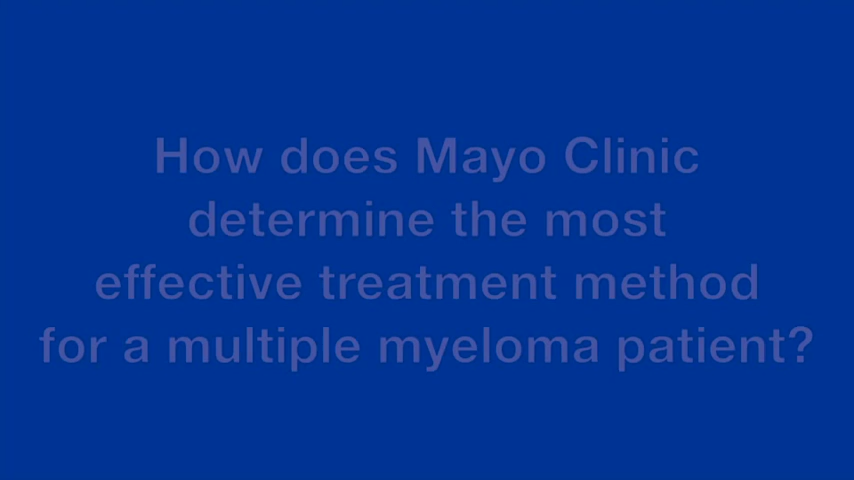 How does Mayo Clinic
determine the most
effective treatment method
for a multiple myeloma patient?